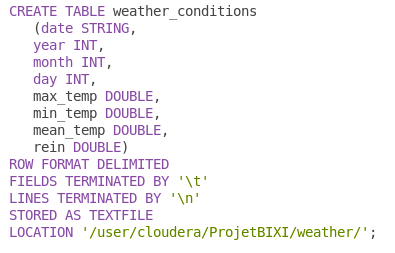 CREATE TABLE weather_conditions
(date STRING,
year INT,
month INT,
day INT,
max_temp DOUBLE,
min_temp DOUBLE,
mean_temp DOUBLE,
rein DOUBLE)
ROW FORMAT DELIMITED
FIELDS TERMINATED BY '\t'
LINES TERMINATED BY '\n'
STORED AS TEXTFILE
LOCATION '/user/cloudera/ProjetBIXI/weather/';